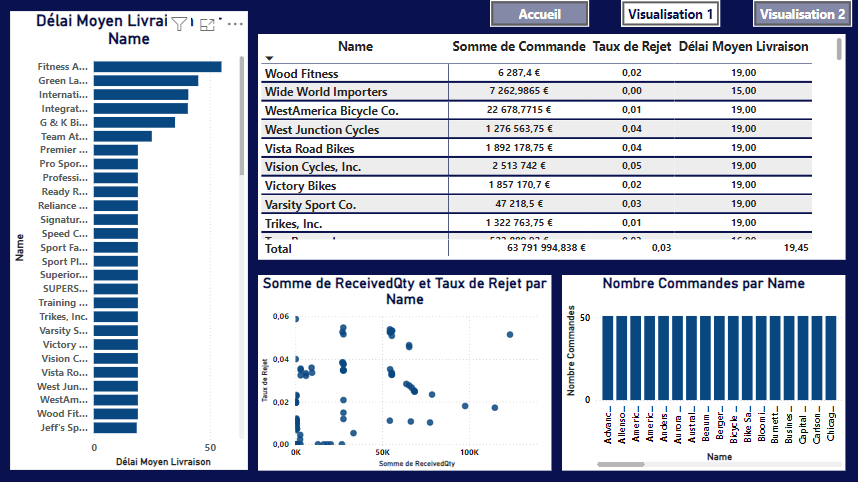 Accueil
Visualisation 1
Visualisation 2
Délai Moyen Livrais
Name
Name
Fitness A...
Green La...
Internati...
Integrat...
G & K Bi...
Team At...
Premier ...
Pro Spor...
Professi...
Ready R...
Reliance ...
Signatur...
Speed C...
Sport Fa...
Sport Pl...
Superior...
SUPERS...
Training ...
Trikes, Inc.
Varsity S...
Victory ...
Vision C...
Vista Ro...
West Jun...
WestAm...
Wood Fit...
Jeff's Sp...
0 50
Délai Moyen Livraison
Name Somme de Commande Taux de Rejet Délai Moyen Livraison
Wood Fitness 6 287,4 € 0,02 19,00
Wide World Importers 7 262,9865 € 0,00 15,00
WestAmerica Bicycle Co. 22 678,7715 € 0,01 19,00
West Junction Cycles 1 276 563,75 € 0,04 19,00
Vista Road Bikes 1 892 178,75 € 0,04 19,00
Vision Cycles, Inc. 2 513 742 € 0,05 19,00
Victory Bikes 1 857 170,7 € 0,02 19,00
Varsity Sport Co. 47 218,5 € 0,03 19,00
Trikes, Inc. 1 322 763,75 € 0,01 19,00
Total 63 791 994,838 € 0,03 19,45
Somme de ReceivedQty et Taux de Rejet par
Name
Taux de Rejet
0,06
0,04
0,02
0,00
0K 50K 100K
Somme de ReceivedQty
Nombre Commandes par Name
Nombre Commandes
50
0
Advanc...
Allenso...
Americ...
Americ...
Anders...
Aurora ...
Austral...
Beaum...
Berger...
Bicycle ...
Bike Sa...
Bloomi...
Burnett...
Busines...
Capital ...
Carlson...
Chicag...
Name